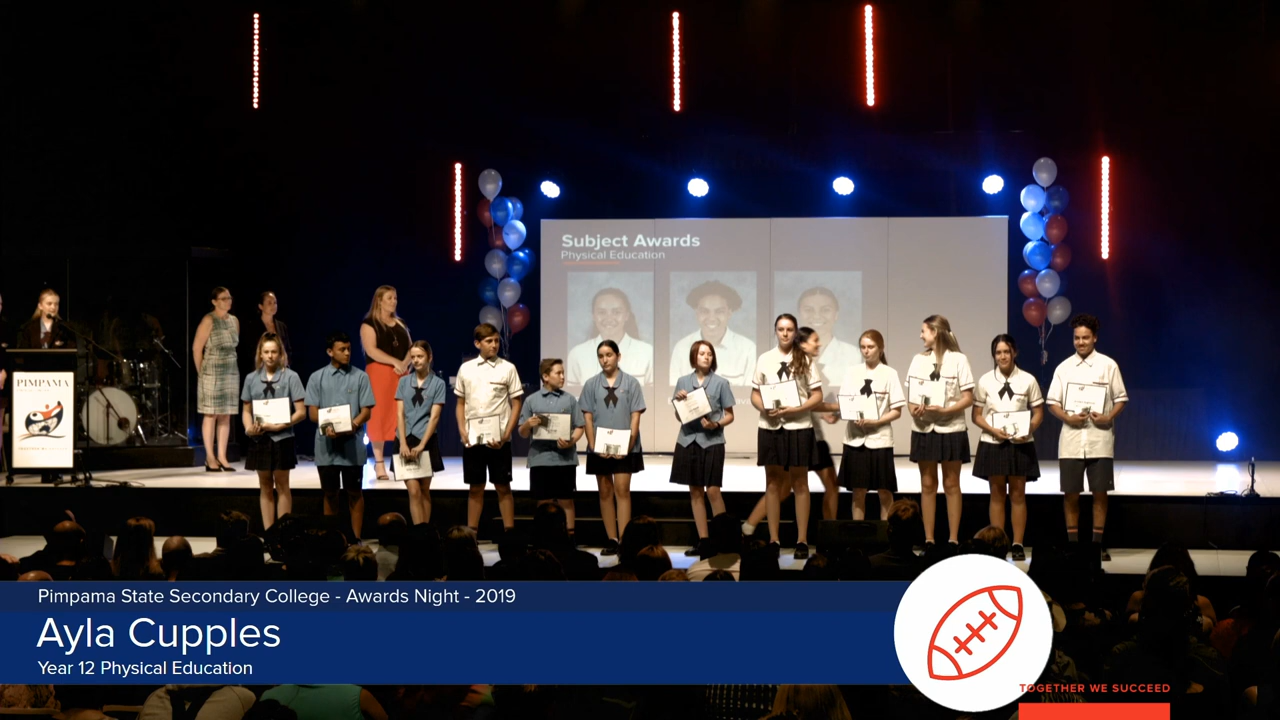 Subject Awards
Physical Education
PIMPAMA
Pimpama State Secondary College - Awards Night - 2019
Ayla Cupples
Year 12 Physical Education
TOGETHER WE SUCCEED